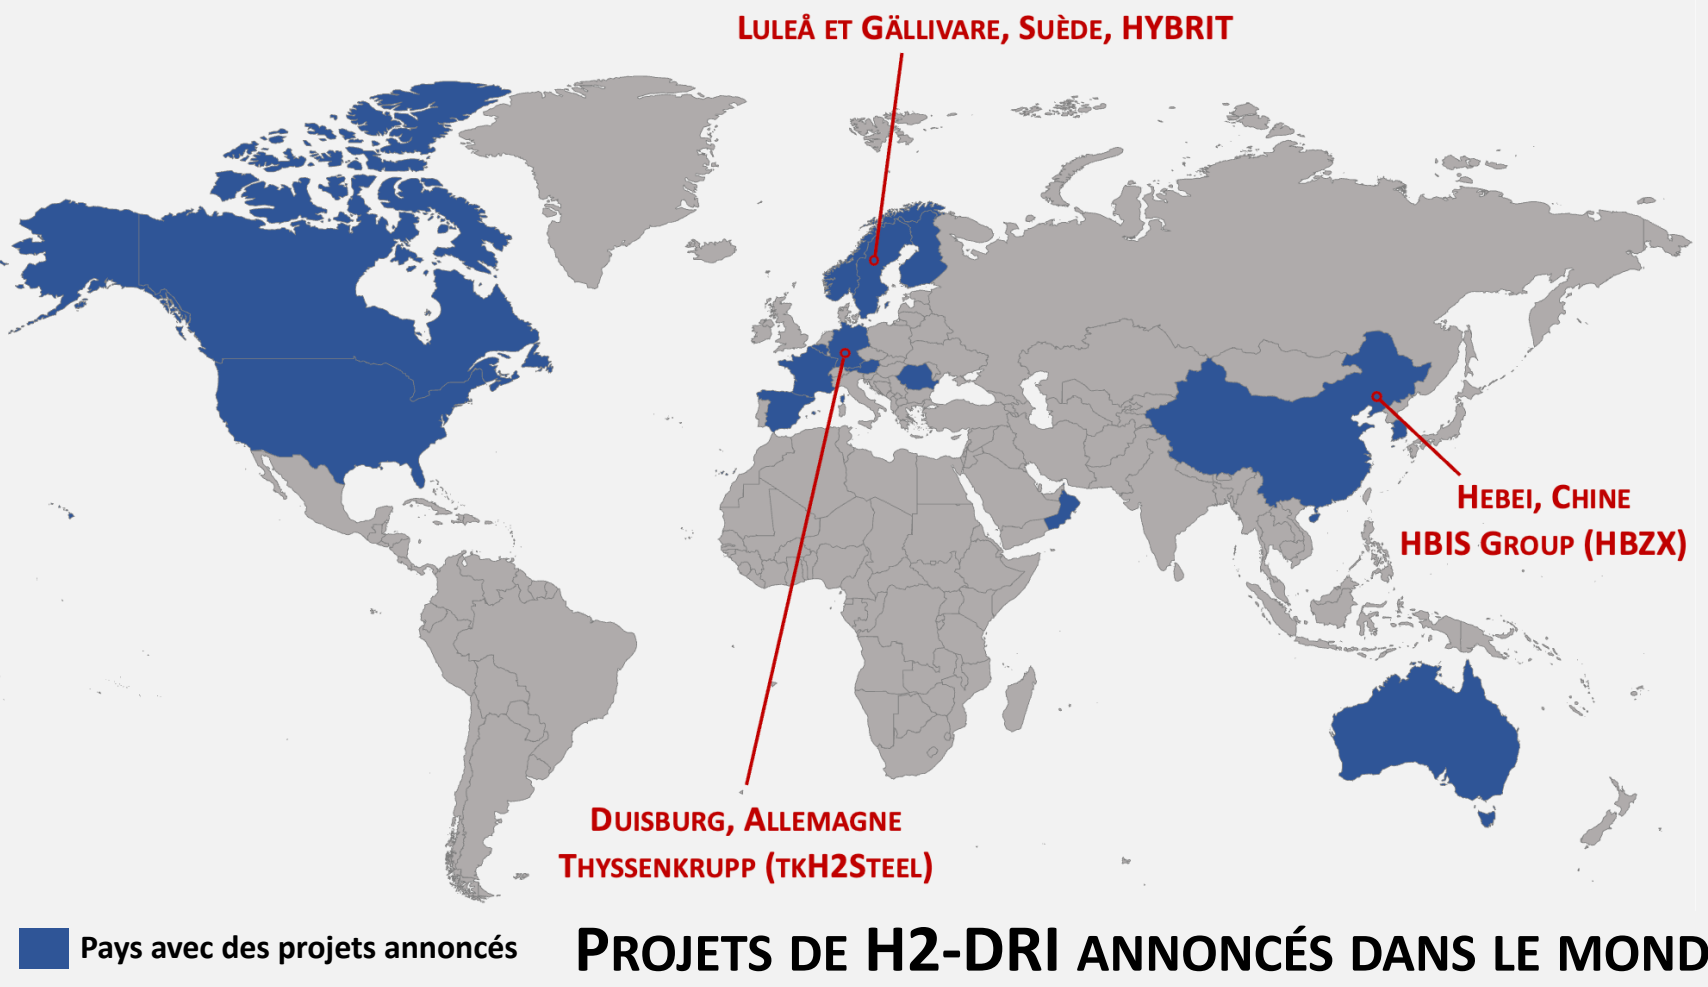 Luleå et Gällivare, Suède, HYBRIT
Hebei, Chine
HBIS Group (HBZX)
Duisburg, Allemagne
Thyssenkrupp (tkH2Steel)
Pays avec des projets annoncés
Projets de H2-DRI annoncés dans le mond